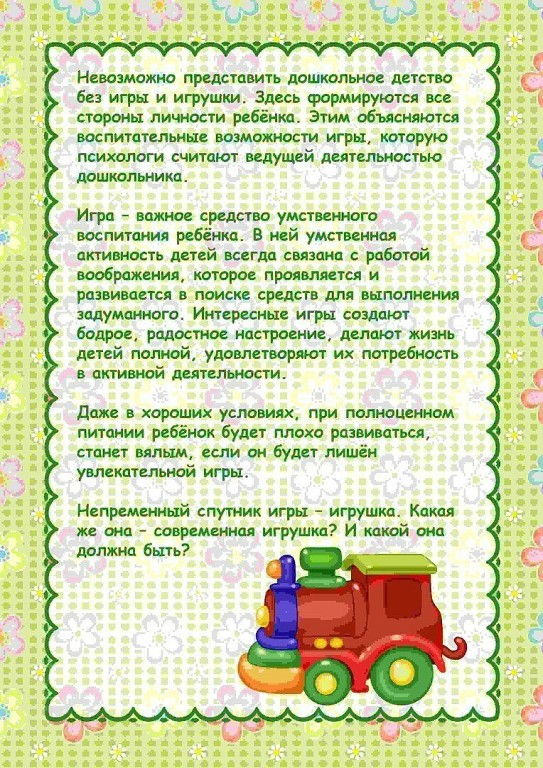 Невозможно представить дошкольное детство
без игры и игрушки. Здесь формируются все
стороны личности ребёнка. Этим объясняются
воспитательные возможности игры, которую
психологи считают ведущей деятельностью
дошкольника.
Игра – важное средство умственного
воспитания ребёнка. В ней умственная
активность детей всегда связана с работой
воображения, которое проявляется и
развивается в поиске средств для выполнения
задуманного. Интересные игры создают
бодрое, радостное настроение, делают жизнь
детей полной, удовлетворяют их потребность
в активной деятельности.
Даже в хороших условиях, при полноценном
питании ребёнок будет плохо развиваться,
станет вялым, если он будет лишён
увлекательной игры.
Непременный спутник игры – игрушка. Какая
же она – современная игрушка? И какой она
должна быть?